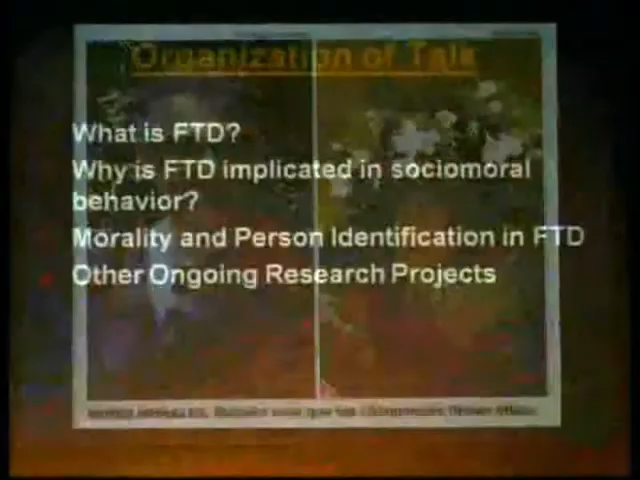 Organization of Talk
What is FTD?
Why is FTD implicated in sociomoral
behavior?
Morality and Person Identification in FTD
Other Ongoing Research Projects